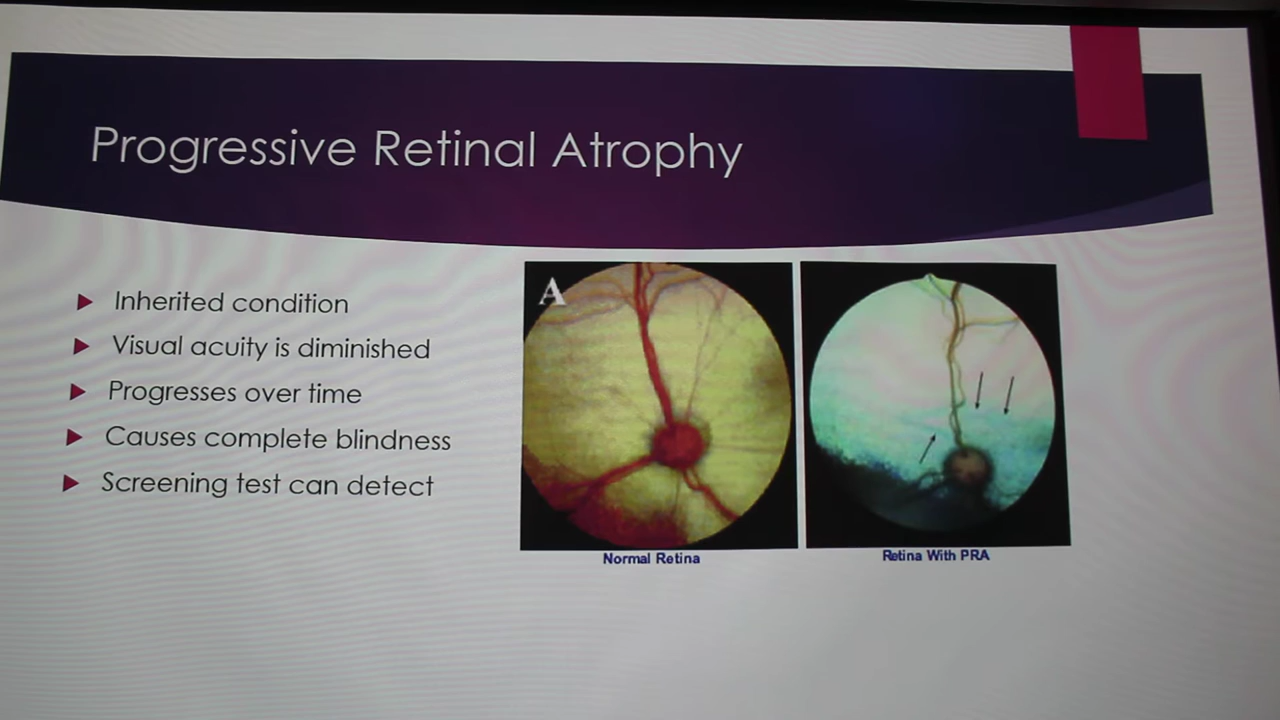 Progressive Retinal Atrophy
Inherited condition
Visual acuity is diminished
Progresses over time
Causes complete blindness
Screening test can detect
A
Normal Retina
Retina With PRA